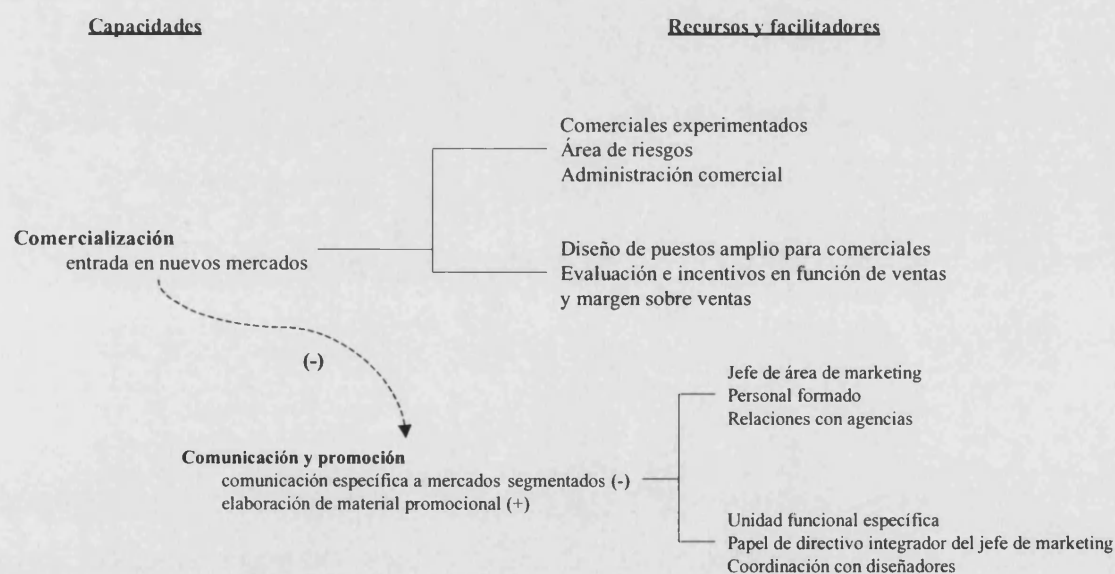 Capacidades
Recursos y facilitadores
Comerciales experimentados
Área de riesgos
Administración comercial
Comercialización
entrada en nuevos mercados
Diseño de puestos amplio para comerciales
Evaluación e incentivos en función de ventas
y margen sobre ventas
(-)
Jefe de área de marketing
Personal formado
Relaciones con agencias
Comunicación y promoción
comunicación específica a mercados segmentados (-)
elaboración de material promocional (+)
Unidad funcional específica
Papel de directivo integrador del jefe de marketing
Coordinación con diseñadores